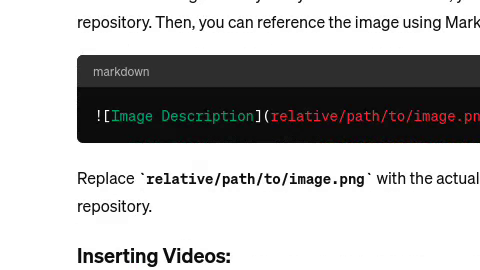 repository. Then, you can reference the image using Mark
markdown
![Image Description](relative/path/to/image.pn
Replace `relative/path/to/image.png` with the actual
repository.
Inserting Videos: